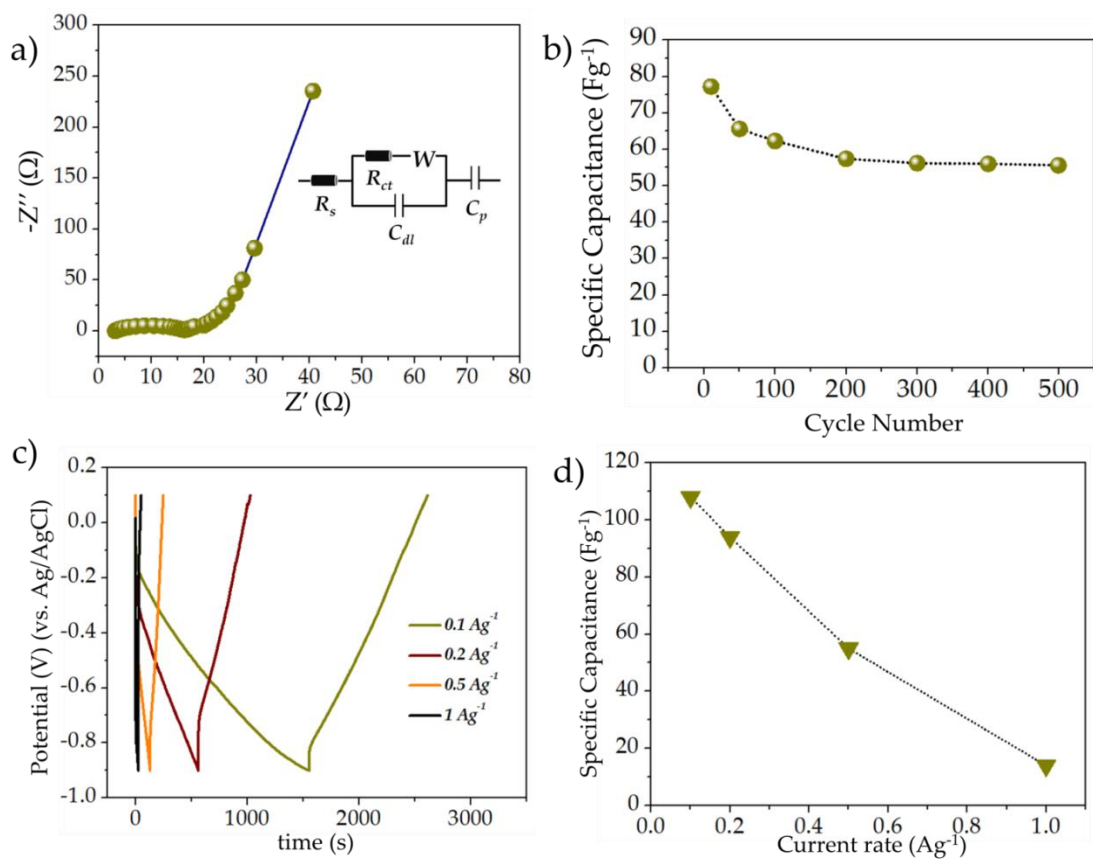 a)
300
250
200
150
100
50
0
-Z'' (Ω)
0 10 20 30 40 50 60 70 80
Z' (Ω)
R_s
R_ct
W
C_dl
C_p
b)
90
80
70
60
50
40
30
20
10
0
Specific Capacitance (Fg⁻¹)
0 100 200 300 400 500
Cycle Number
c)
0.2
0.0
-0.2
-0.4
-0.6
-0.8
-1.0
Potential (V) (vs. Ag/AgCl)
0.1 Ag⁻¹
0.2 Ag⁻¹
0.5 Ag⁻¹
1 Ag⁻¹
0 1000 2000 3000
time (s)
d)
120
100
80
60
40
20
0
Specific Capacitance (Fg⁻¹)
0.0 0.2 0.4 0.6 0.8 1.0
Current rate (Ag⁻¹)